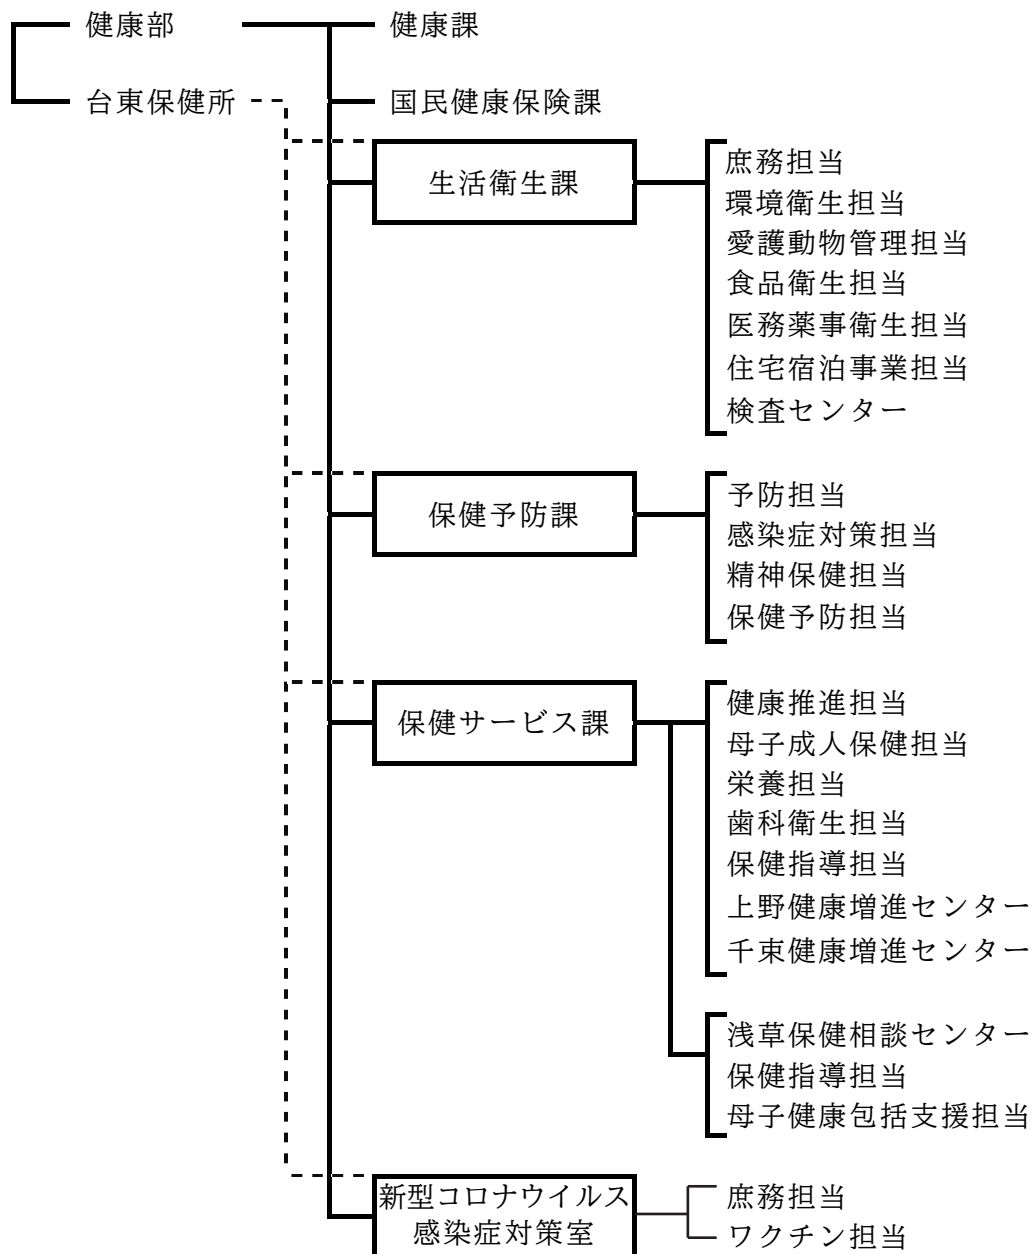 健康部
健康課
台東保健所
国民健康保険課
生活衛生課
庶務担当
環境衛生担当
愛護動物管理担当
食品衛生担当
医務薬事衛生担当
住宅宿泊事業担当
検査センター
保健予防課
予防担当
感染症対策担当
精神保健担当
保健予防担当
保健サービス課
健康推進担当
母子成人保健担当
栄養担当
歯科衛生担当
保健指導担当
上野健康増進センター
千束健康増進センター
浅草保健相談センター
保健指導担当
母子健康包括支援担当
新型コロナウイルス
感染症対策室
庶務担当
ワクチン担当